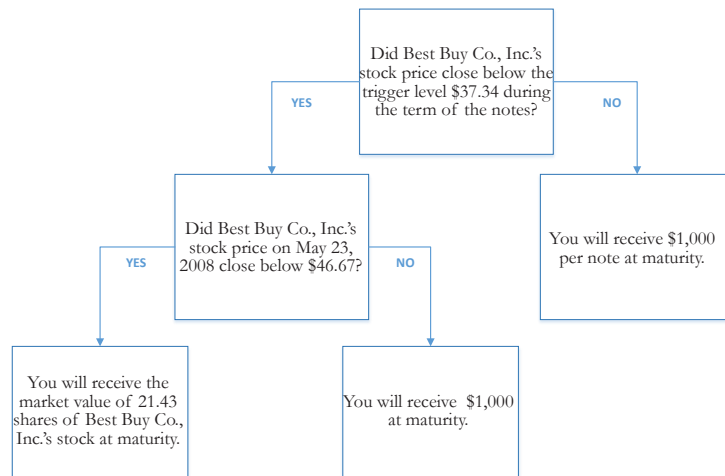 Did Best Buy Co., Inc.'s
stock price close below the
trigger level $37.34 during
the term of the notes?
YES
NO
Did Best Buy Co., Inc.'s
stock price on May 23,
2008 close below $46.67?
You will receive $1,000
per note at maturity.
YES
NO
You will receive the
market value of 21.43
shares of Best Buy Co.,
Inc.'s stock at maturity.
You will receive $1,000
at maturity.